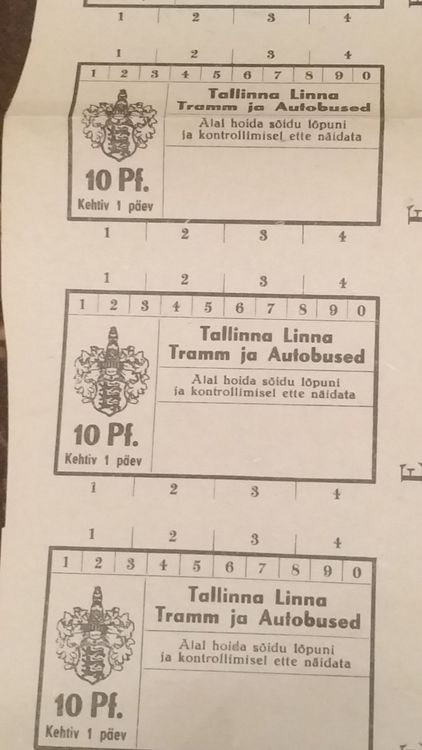 1 2 3 4
1 2 3 4
1 2 3 4 5 6 7 8 9 0
Tallinna Linna
Tramm ja Autobused
Alal hoida sõidu lõpuni
ja kontrollimisel ette näidata
10 Pf.
Kehtiv 1 päev
1 2 3 4
1 2 3 4
1 2 3 4 5 6 7 8 9 0
Tallinna Linna
Tramm ja Autobused
Alal hoida sõidu lõpuni
ja kontrollimisel ette näidata
10 Pf.
Kehtiv 1 päev
1 2 3 4
1 2 3 4
1 2 3 4 5 6 7 8 9 0
Tallinna Linna
Tramm ja Autobused
Alal hoida sõidu lõpuni
ja kontrollimisel ette näidata
10 Pf.
Kehtiv 1 päev